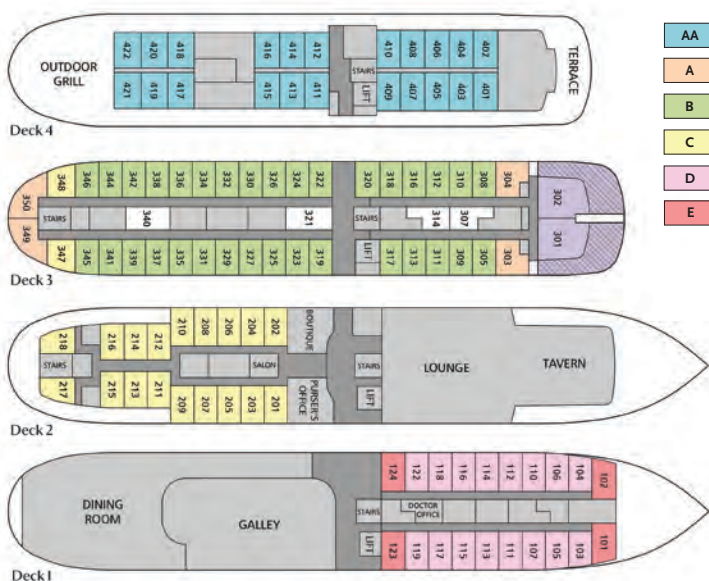 422 420 418 416 414 412 410 408 406 404 402
OUTDOOR
GRILL
STAIRS
LIFT
TERRACE
421 419 417 415 413 411 409 407 405 403 401
Deck 4
348 346 344 342 338 336 334 332 330 326 324 322 320 318 316 312 310 308 304
350
302
STAIRS
340
321
STAIRS
314
307
349
301
347 345 341 339 337 335 331 329 327 325 323 319
LIFT
317 313 311 309 305 303
Deck 3
218 216 214 212 210 208 206 204 202
BOUTIQUE
STAIRS
SALON
STAIRS
LOUNGE
TAVERN
217 215 213 211 209 207 205 203 201
PURSER'S
OFFICE
LIFT
Deck 2
124 122 118 116 114 112 110 106 104 102
DINING
ROOM
GALLEY
STAIRS
DOCTOR
OFFICE
LIFT
123 119 117 115 113 111 107 105 103 101
Deck 1
AA
A
B
C
D
E